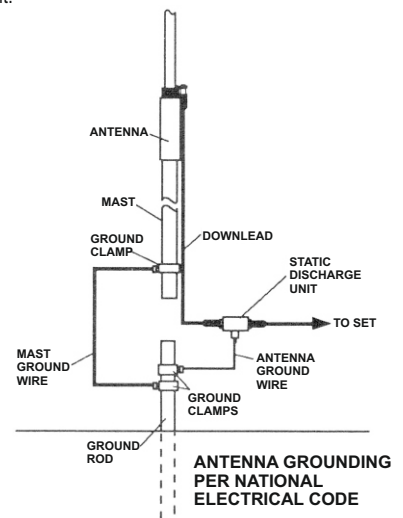 it.
ANTENNA
MAST
GROUND
CLAMP
DOWNLEAD
STATIC
DISCHARGE
UNIT
TO SET
MAST
GROUND
WIRE
ANTENNA
GROUND
WIRE
GROUND
CLAMPS
GROUND
ROD
ANTENNA GROUNDING
PER NATIONAL
ELECTRICAL CODE